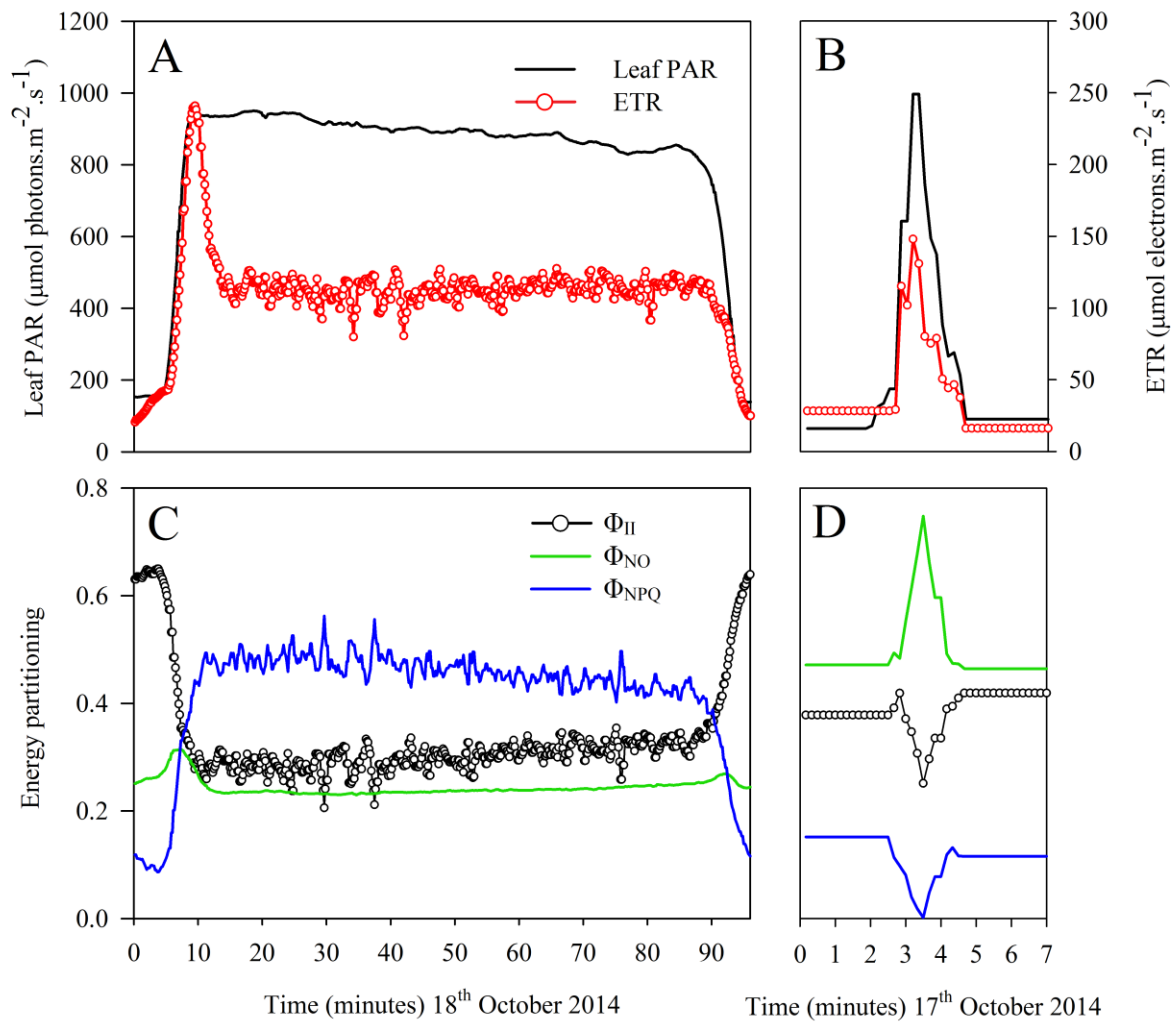 A
B
Leaf PAR
ETR
Leaf PAR (µmol photons.m-2.s-1)
1200
1000
800
600
400
200
0
0 10 20 30 40 50 60 70 80 90
300
250
200
150
100
50
0
ETR (µmol electrons.m-2.s-1)
C
D
ΦII
ΦNO
ΦNPQ
Energy partitioning
0.8
0.6
0.4
0.2
0.0
0 1 2 3 4 5 6 7
Time (minutes) 18th October 2014
Time (minutes) 17th October 2014